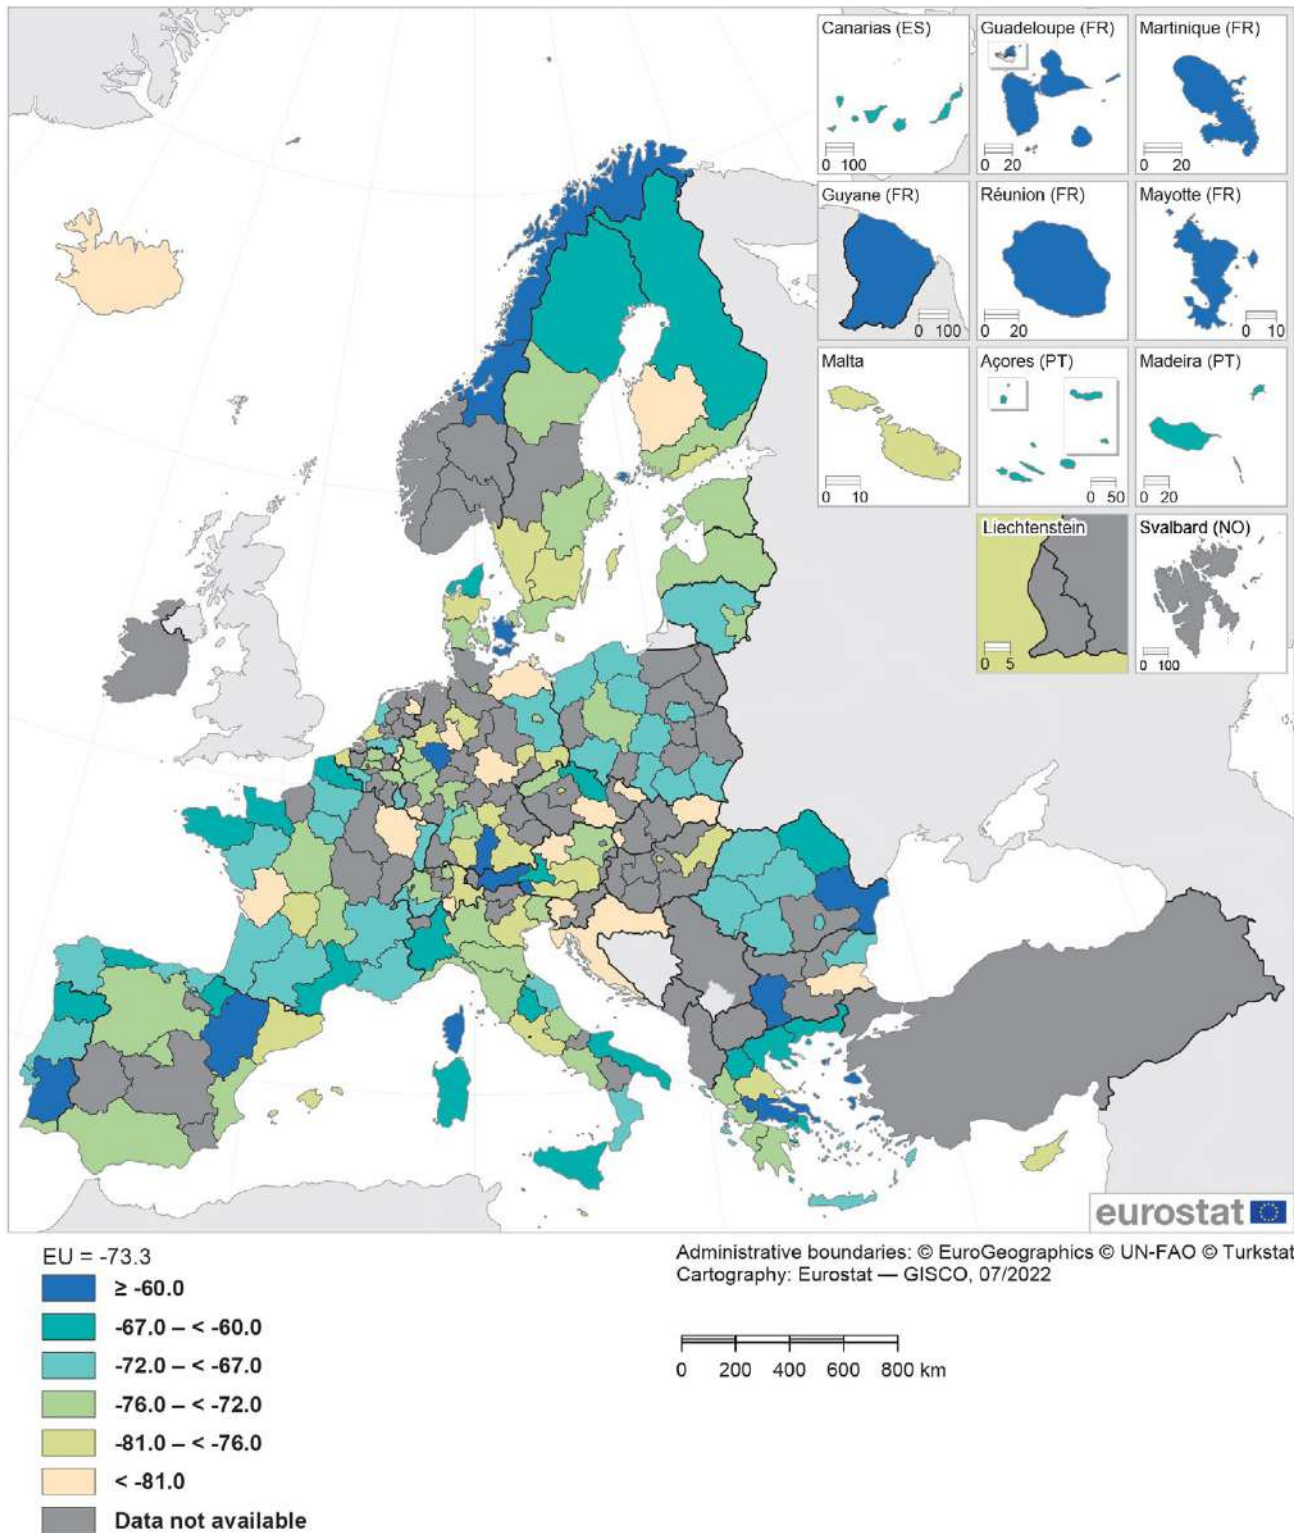 Canarias (ES)
0 100
Guadeloupe (FR)
0 20
Martinique (FR)
0 20
Guyane (FR)
0 100
Réunion (FR)
0 20
Mayotte (FR)
0 10
Malta
0 10
Açores (PT)
0 50
Madeira (PT)
0 20
Liechtenstein
0 5
Svalbard (NO)
0 100
eurostat
EU = -73.3
≥ -60.0
-67.0 – < -60.0
-72.0 – < -67.0
-76.0 – < -72.0
-81.0 – < -76.0
< -81.0
Data not available
Administrative boundaries: © EuroGeographics © UN-FAO © Turkstat
Cartography: Eurostat — GISCO, 07/2022
0 200 400 600 800 km